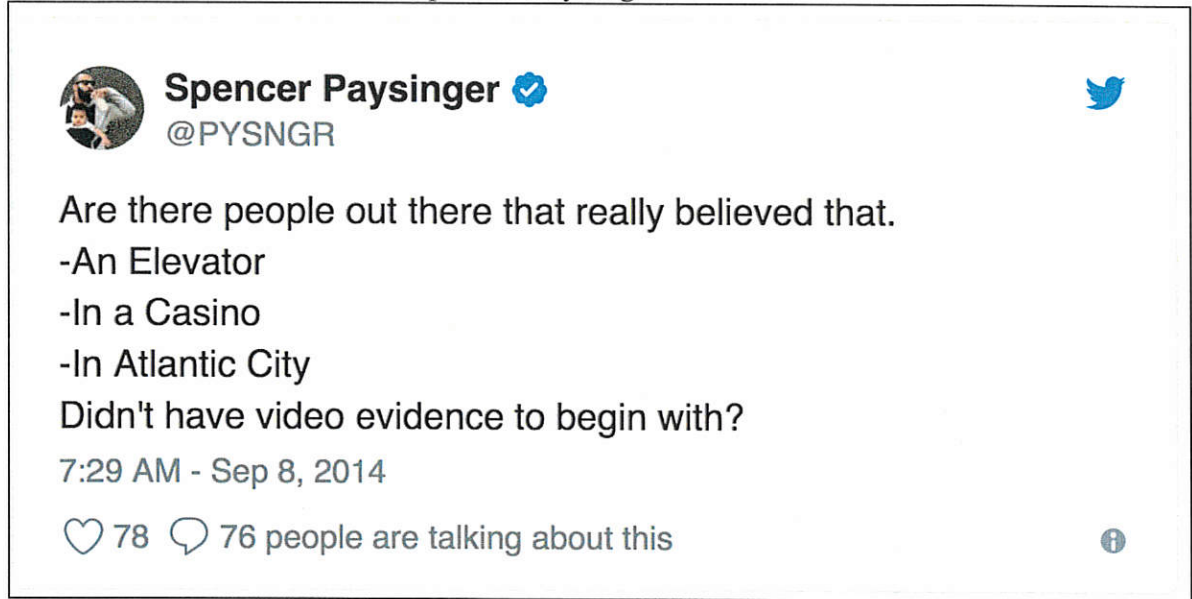 Spencer Paysinger
@PYSNGR
Are there people out there that really believed that.
-An Elevator
-In a Casino
-In Atlantic City
Didn't have video evidence to begin with?
7:29 AM - Sep 8, 2014
78 76 people are talking about this